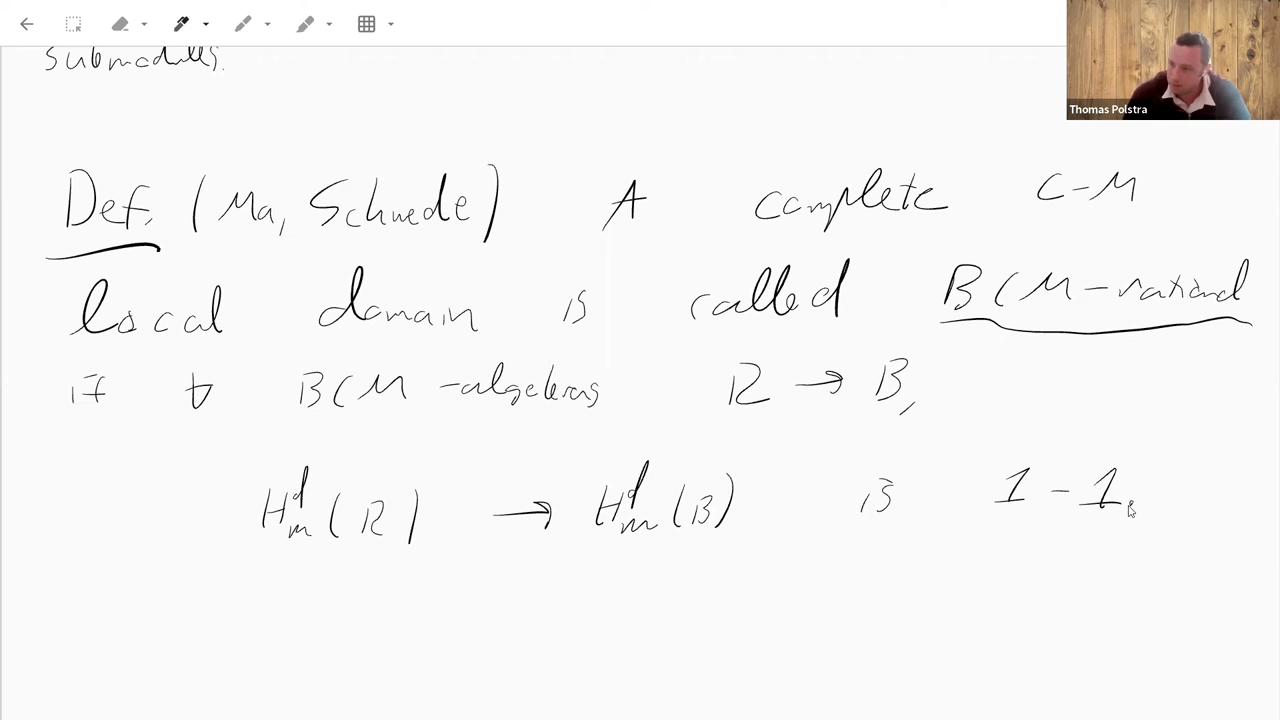 submodules.
Thomas Polstra
Def. (Ma, Schwede) A complete C-M
local domain is called BCM-rational
if ∀ BCM-algebras R → B,
H^d_m(R) → H^d_m(B) is 1-1.